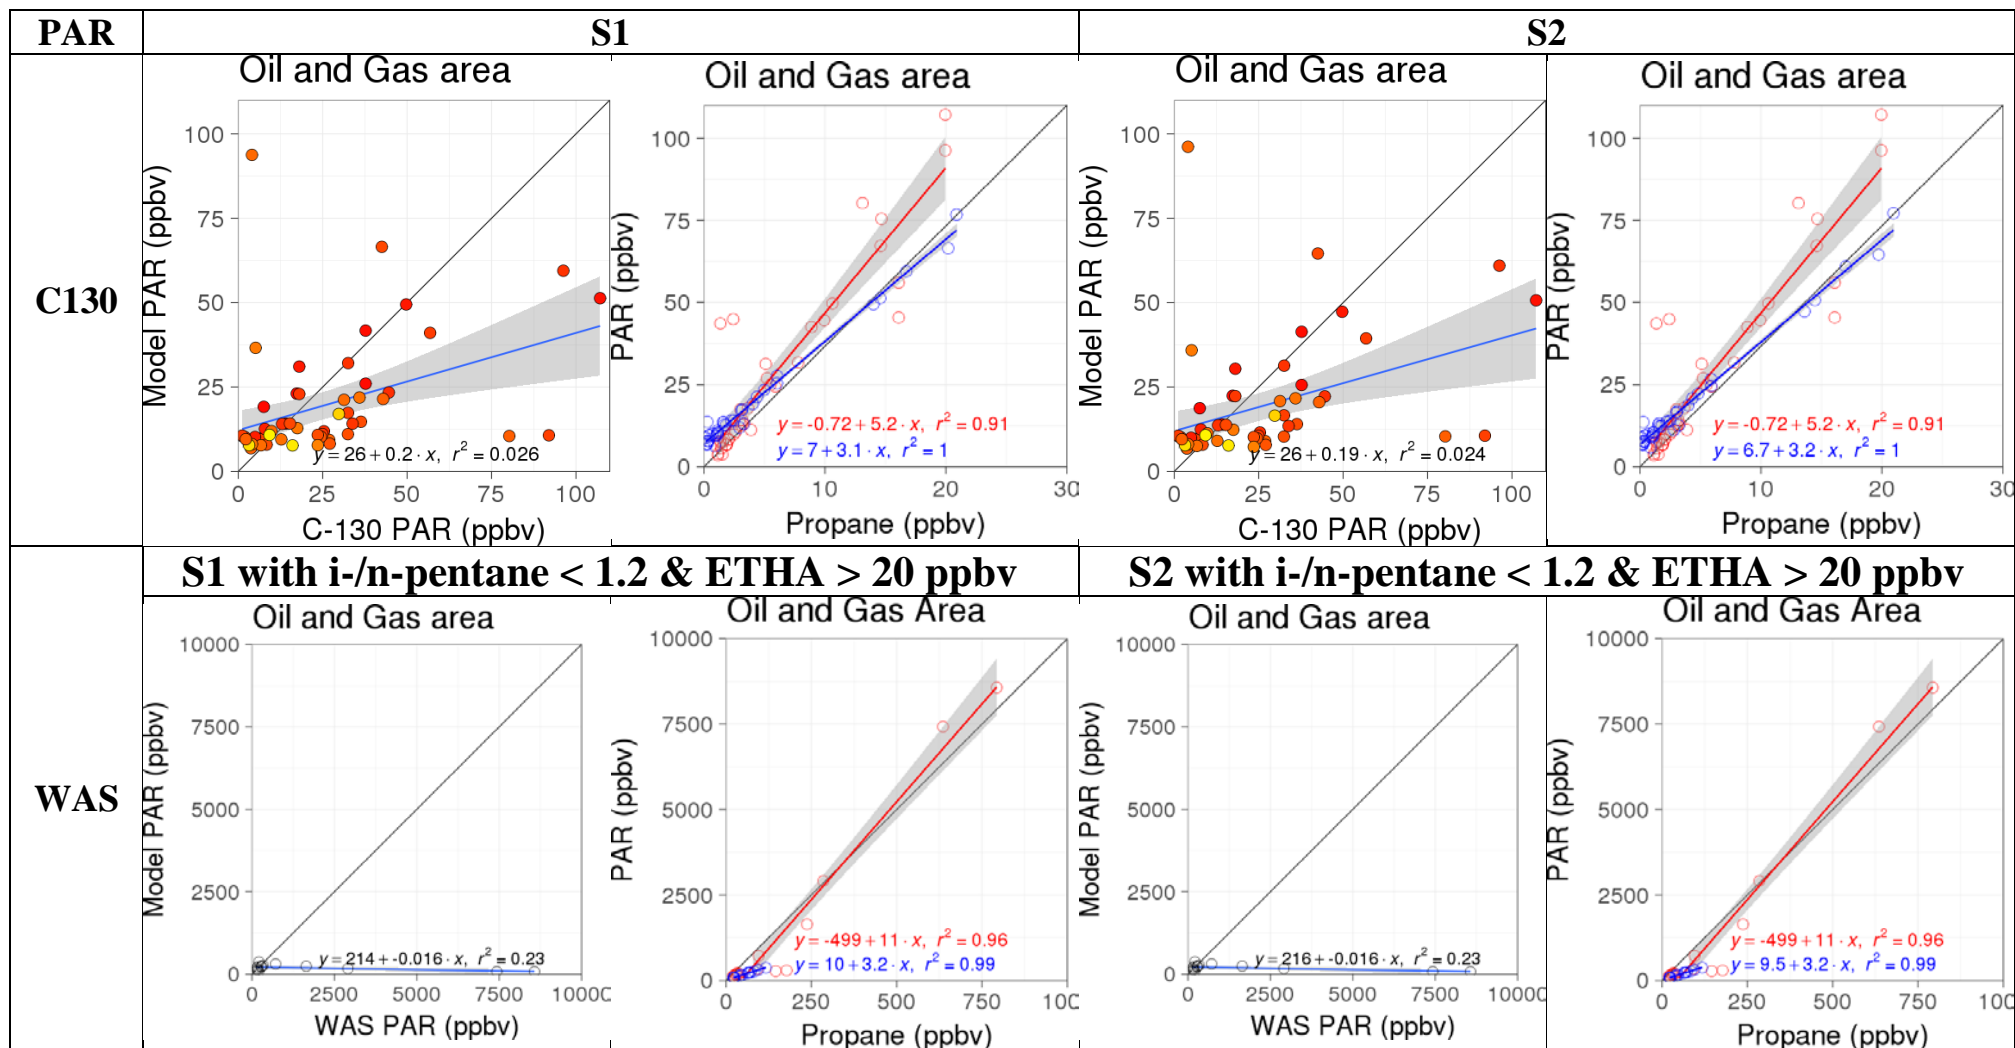 PAR S1 S2
C130
Oil and Gas area
Model PAR (ppbv)
100
75
50
25
0
y = 26 + 0.2 · x, r² = 0.026
0 25 50 75 100
C-130 PAR (ppbv)
Oil and Gas area
PAR (ppbv)
100
75
50
25
0
y = -0.72 + 5.2 · x, r² = 0.91
y = 7 + 3.1 · x, r² = 1
0 10 20 30
Propane (ppbv)
Oil and Gas area
Model PAR (ppbv)
100
75
50
25
0
y = 26 + 0.19 · x, r² = 0.024
0 25 50 75 100
C-130 PAR (ppbv)
Oil and Gas area
PAR (ppbv)
100
75
50
25
0
y = -0.72 + 5.2 · x, r² = 0.91
y = 6.7 + 3.2 · x, r² = 1
0 10 20 30
Propane (ppbv)
S1 with i-/n-pentane < 1.2 & ETHA > 20 ppbv
S2 with i-/n-pentane < 1.2 & ETHA > 20 ppbv
WAS
Oil and Gas area
Model PAR (ppbv)
10000
7500
5000
2500
0
y = 214 + -0.016 · x, r² = 0.23
0 2500 5000 7500 10000
WAS PAR (ppbv)
Oil and Gas Area
PAR (ppbv)
10000
7500
5000
2500
0
y = -499 + 11 · x, r² = 0.96
y = 10 + 3.2 · x, r² = 0.99
0 250 500 750 100
Propane (ppbv)
Oil and Gas area
Model PAR (ppbv)
10000
7500
5000
2500
0
y = 216 + -0.016 · x, r² = 0.23
0 2500 5000 7500 10000
WAS PAR (ppbv)
Oil and Gas Area
PAR (ppbv)
10000
7500
5000
2500
0
y = -499 + 11 · x, r² = 0.96
y = 9.5 + 3.2 · x, r² = 0.99
0 250 500 750 100
Propane (ppbv)